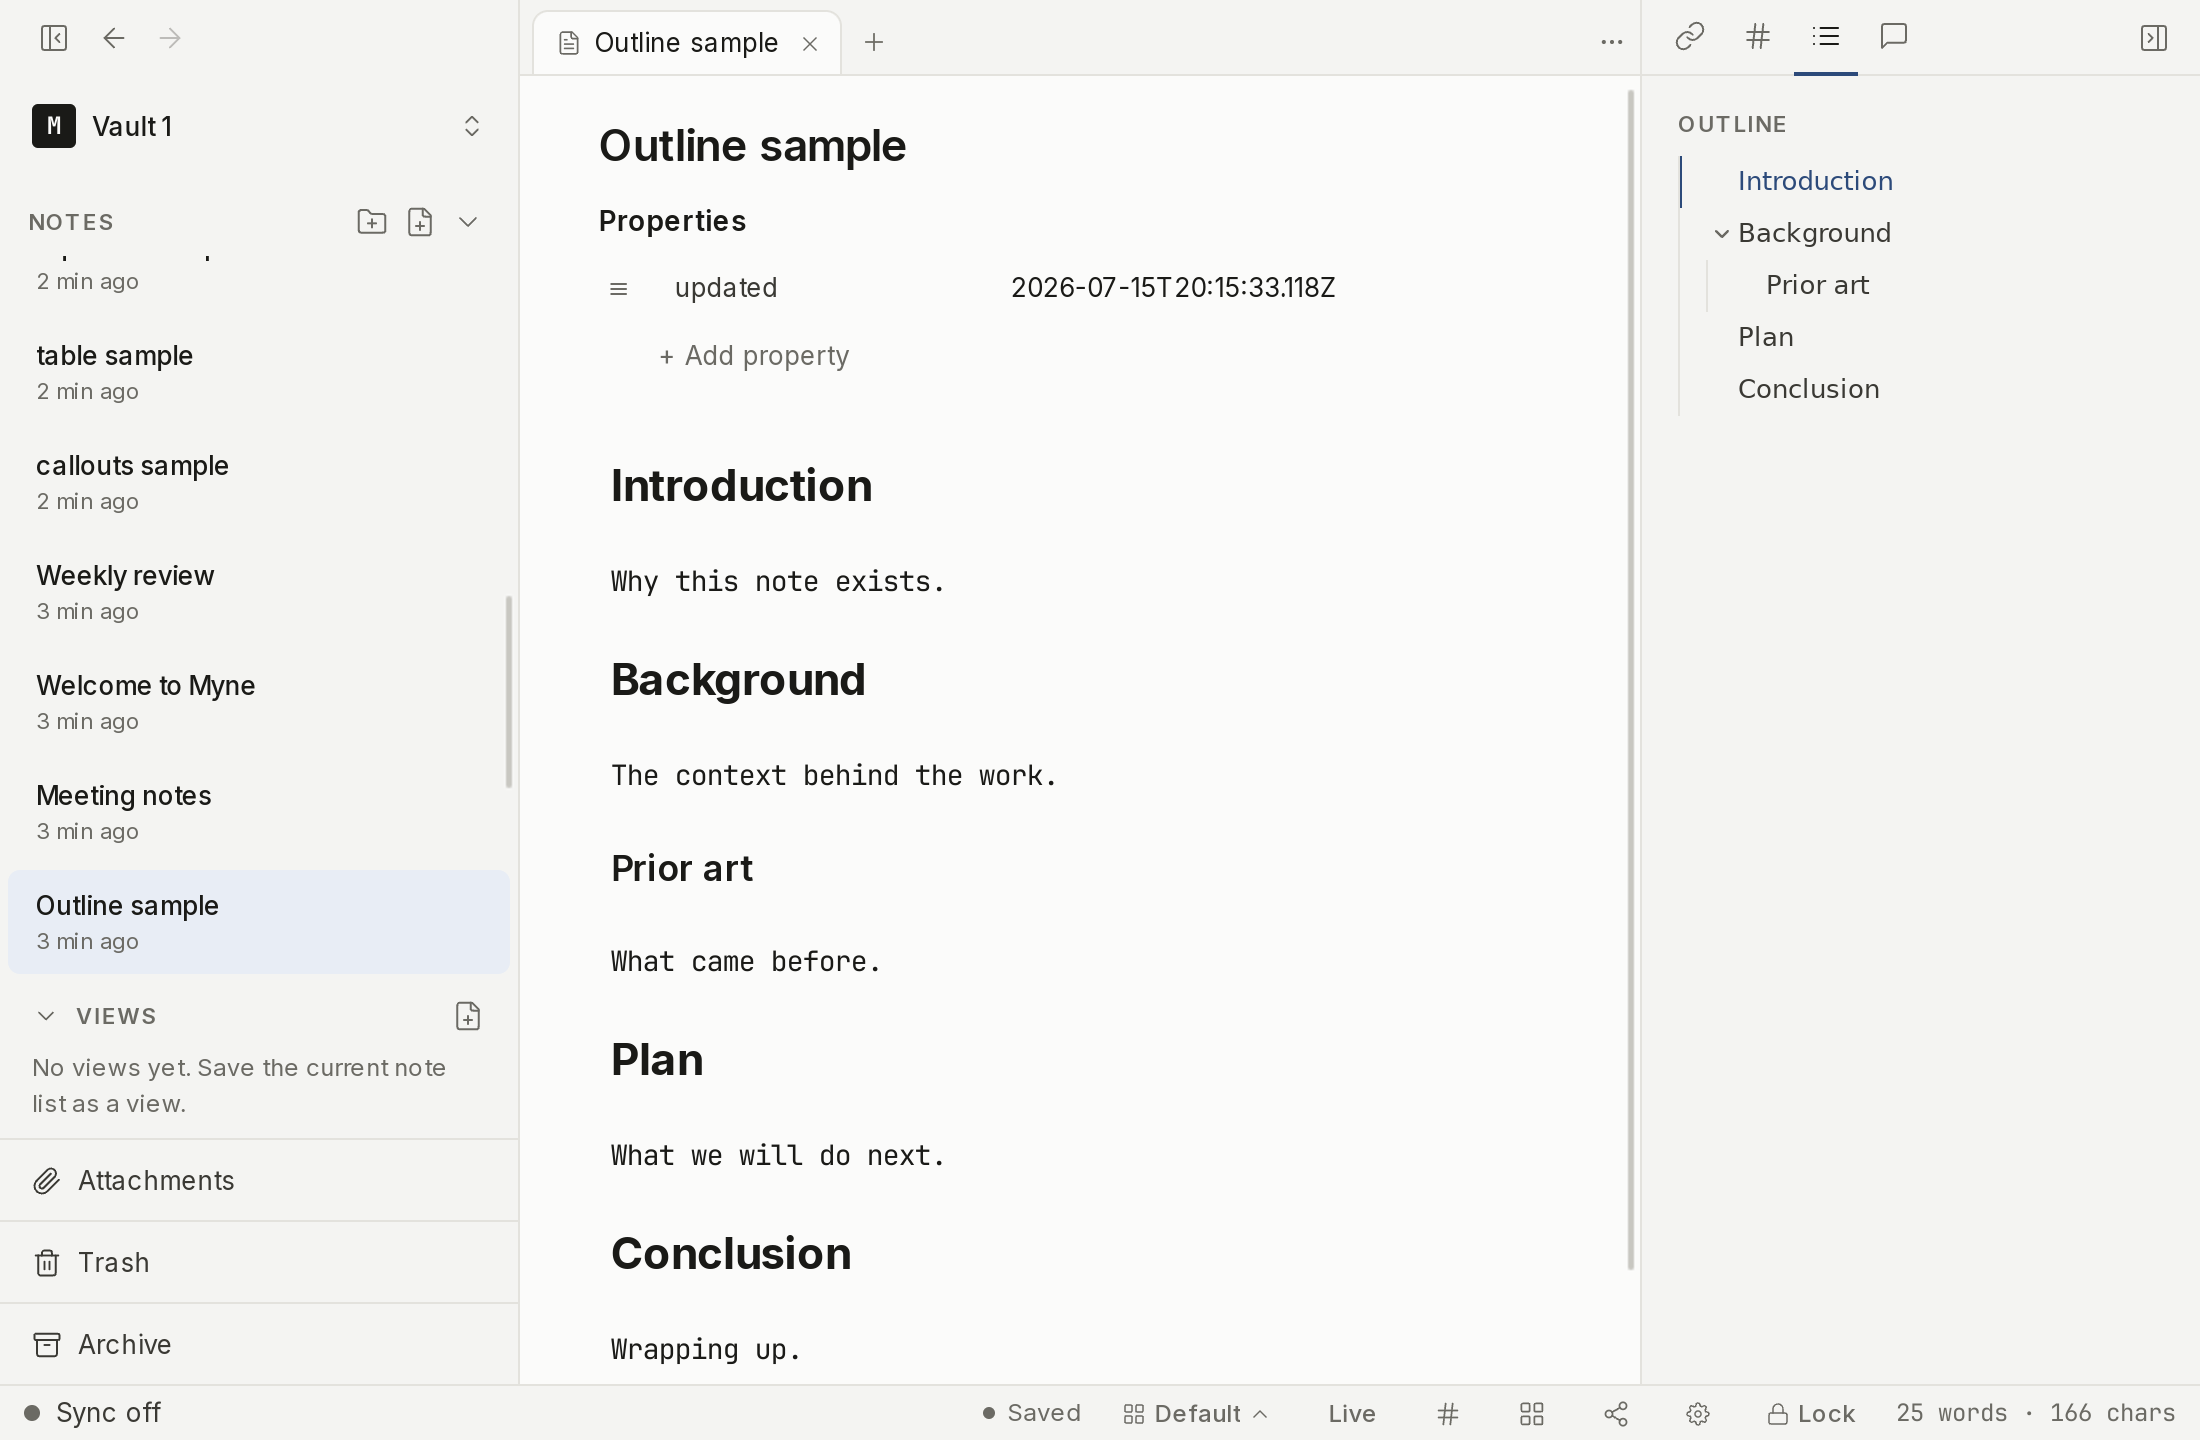 Outline sample
M
Vault 1
NOTES
2 min ago
table sample
2 min ago
callouts sample
2 min ago
Weekly review
3 min ago
Welcome to Myne
3 min ago
Meeting notes
3 min ago
Outline sample
3 min ago
VIEWS
No views yet. Save the current note
list as a view.
Attachments
Trash
Archive
Sync off
Outline sample
Properties
updated 2026-07-15T20:15:33.118Z
+ Add property
Introduction
Why this note exists.
Background
The context behind the work.
Prior art
What came before.
Plan
What we will do next.
Conclusion
Wrapping up.
OUTLINE
Introduction
Background
Prior art
Plan
Conclusion
Saved Default Live Lock 25 words · 166 chars